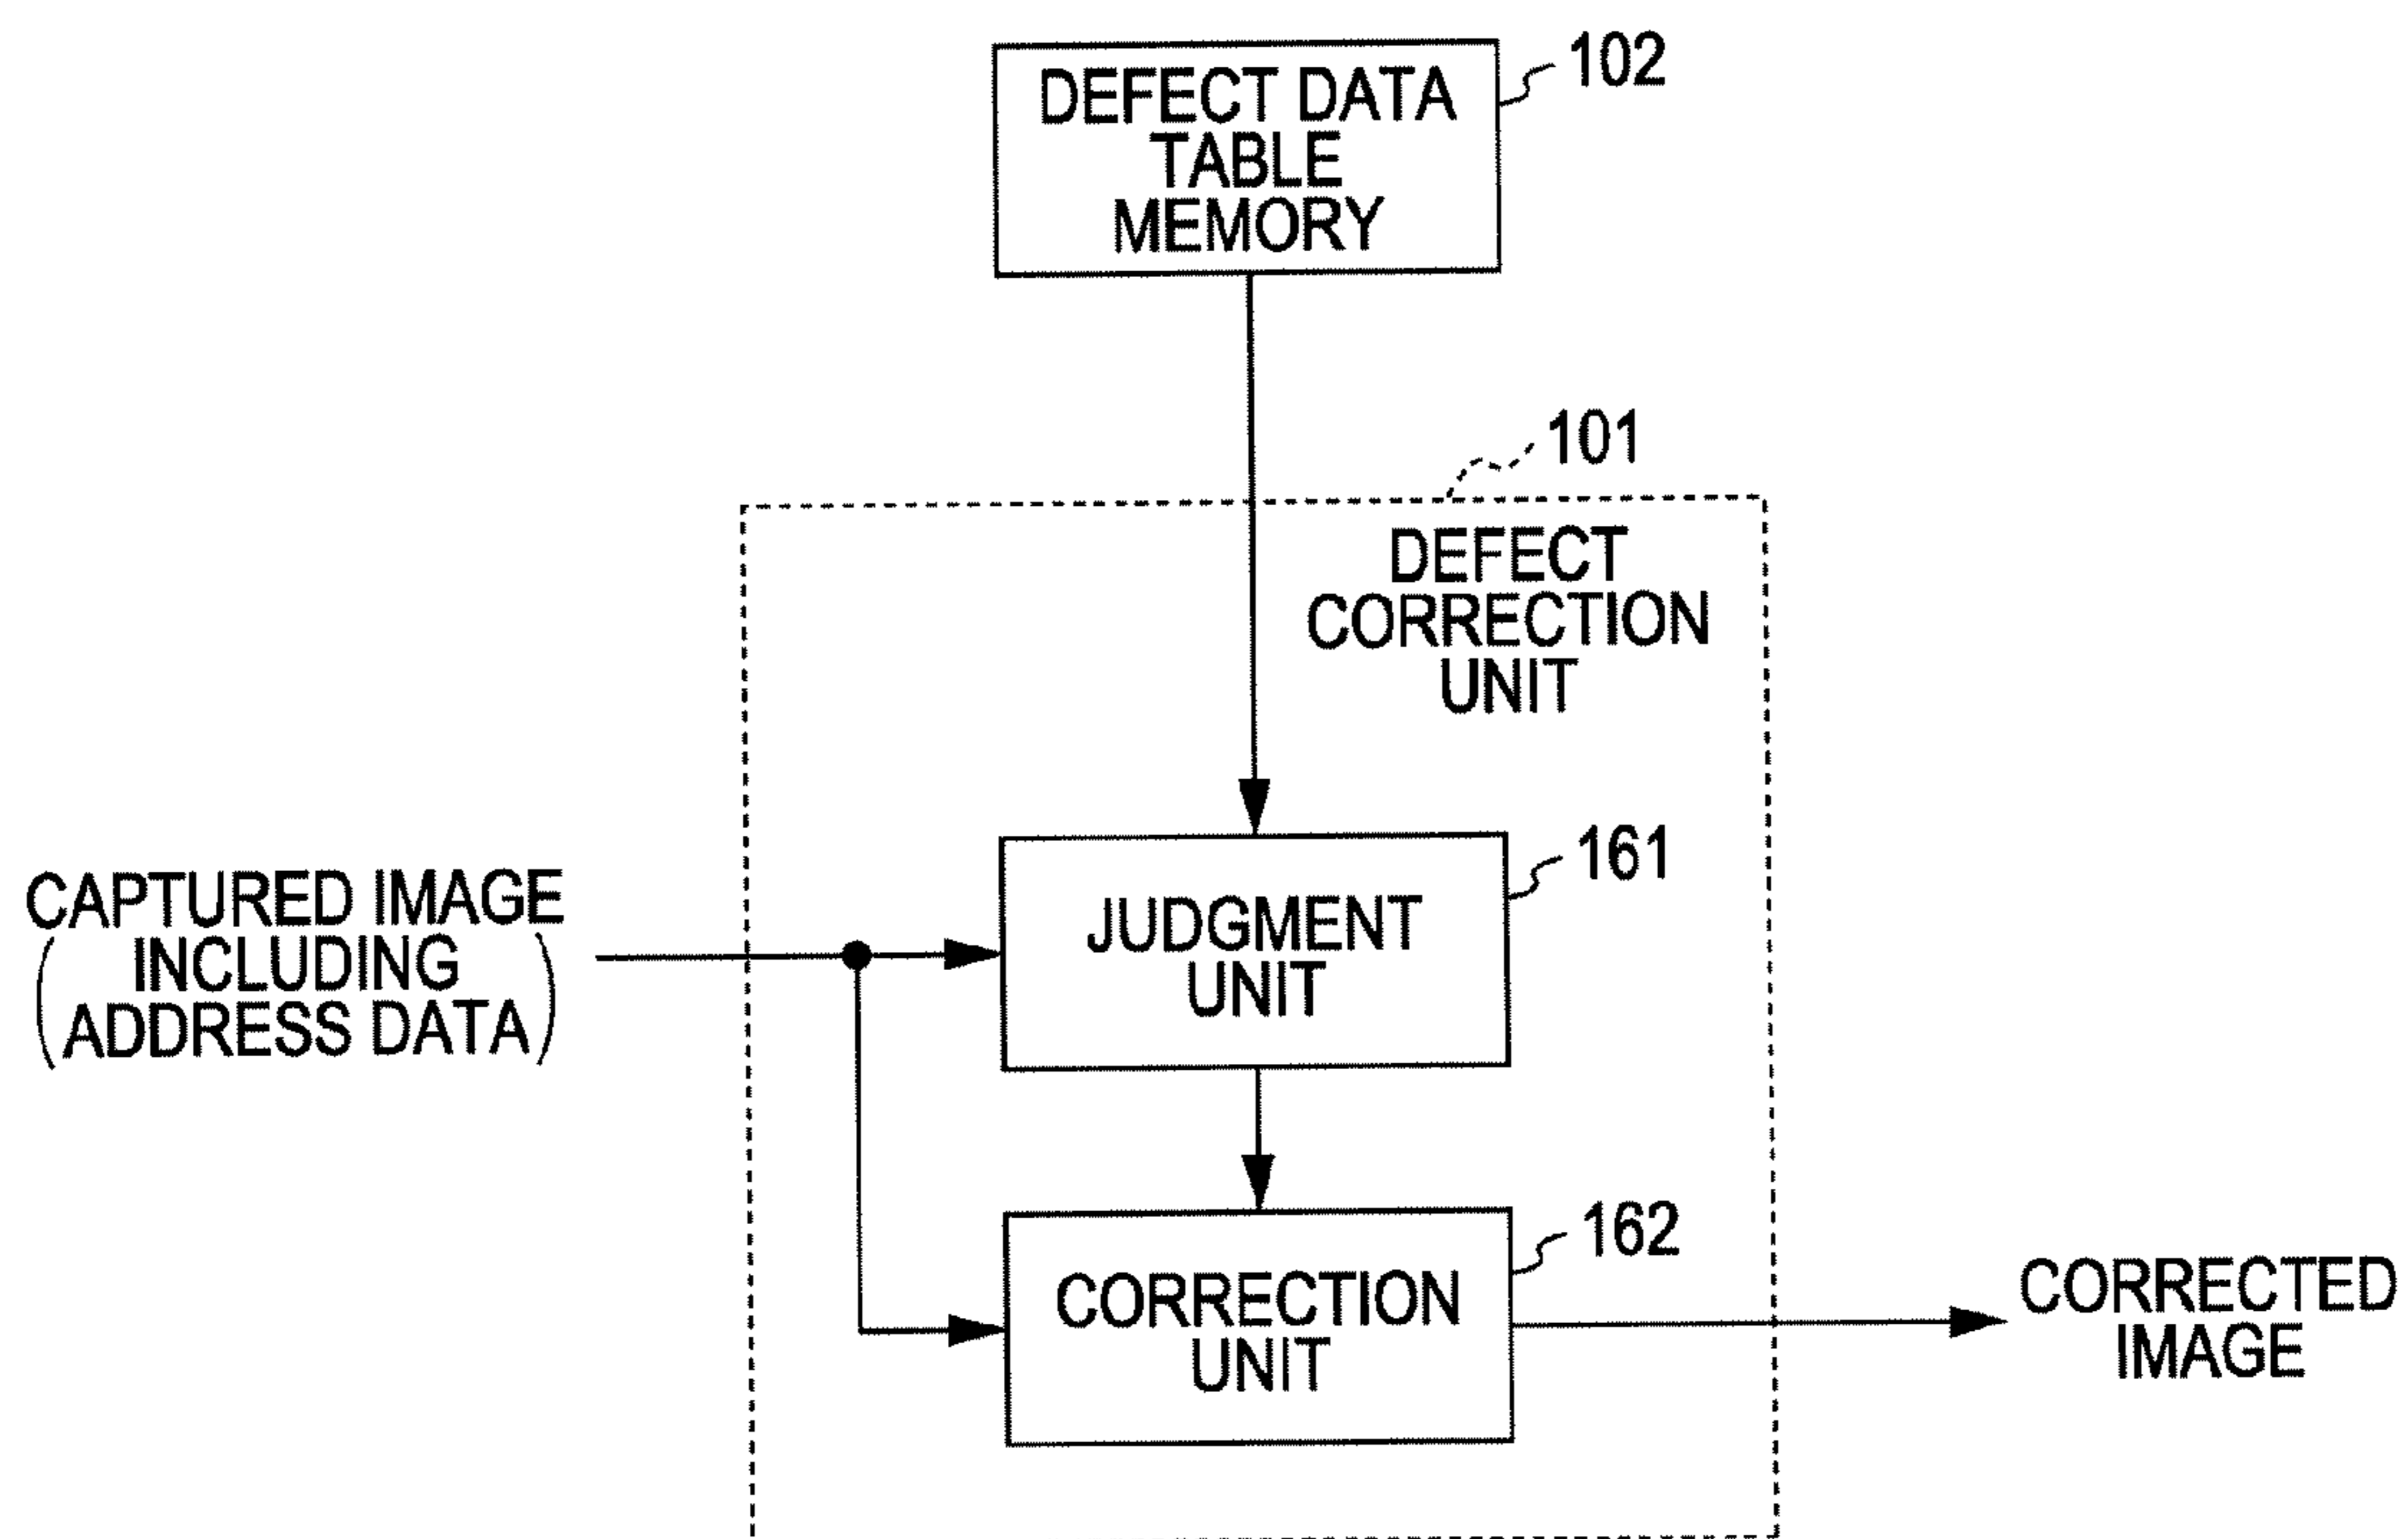 DEFECT DATA
TABLE
MEMORY
102
101
DEFECT
CORRECTION
UNIT
CAPTURED IMAGE
(INCLUDING
ADDRESS DATA)
JUDGMENT
UNIT
161
CORRECTION
UNIT
162
CORRECTED
IMAGE